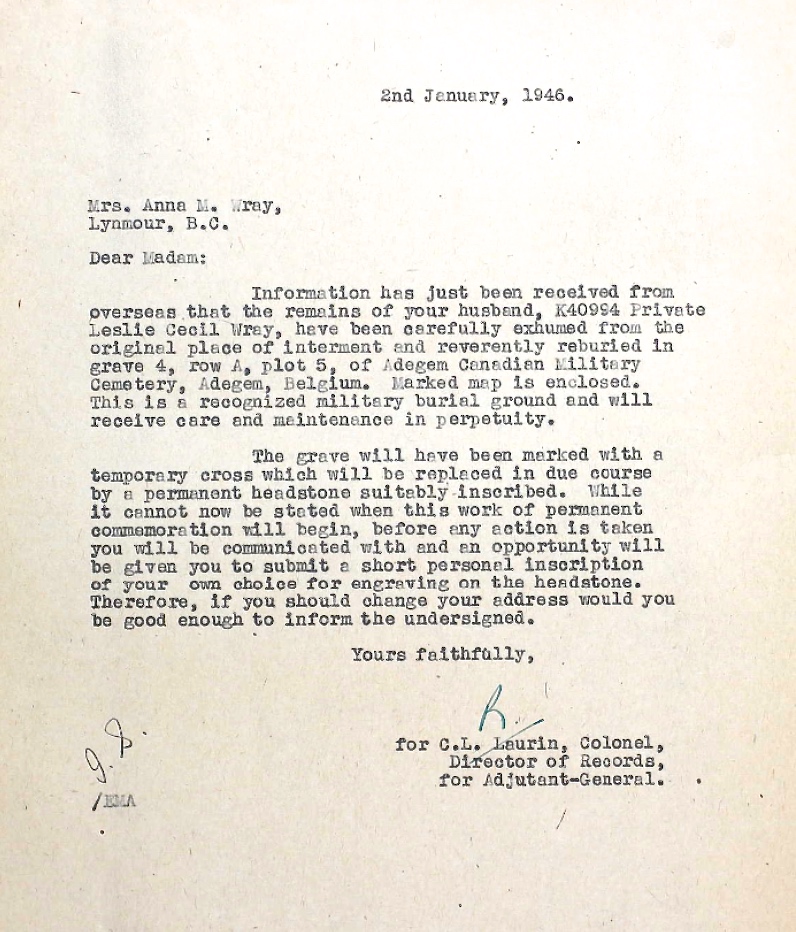 2nd January, 1946.
Mrs. Anna M. Wray,
Lynmour, B.C.
Dear Madam:
Information has just been received from
overseas that the remains of your husband, K40994 Private
Leslie Cecil Wray, have been carefully exhumed from the
original place of interment and reverently reburied in
grave 4, row A, plot 5, of Adegem Canadian Military
Cemetery, Adegem, Belgium. Marked map is enclosed.
This is a recognized military burial ground and will
receive care and maintenance in perpetuity.
The grave will have been marked with a
temporary cross which will be replaced in due course
by a permanent headstone suitably inscribed. While
it cannot now be stated when this work of permanent
commemoration will begin, before any action is taken
you will be communicated with and an opportunity will
be given you to submit a short personal inscription
of your own choice for engraving on the headstone.
Therefore, if you should change your address would you
be good enough to inform the undersigned.
Yours faithfully,
R.
for C.L. Laurin, Colonel,
Director of Records,
for Adjutant-General.
/EMA